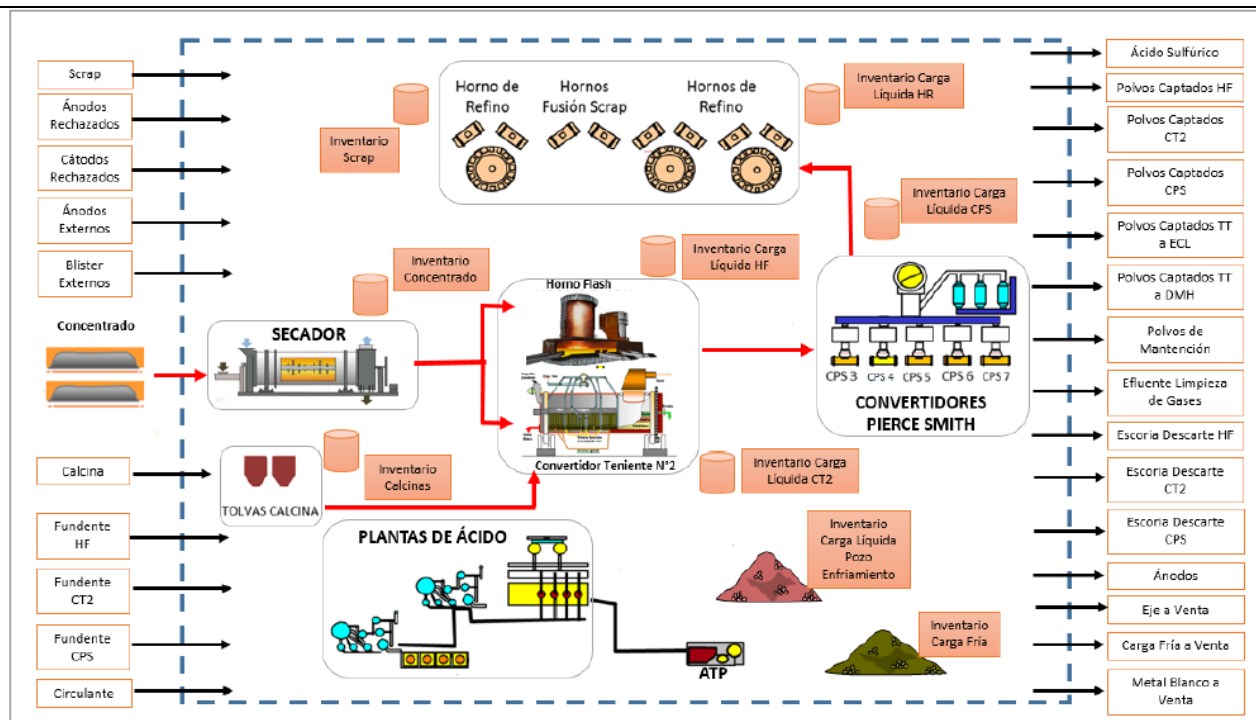 Scrap
Ánodos
Rechazados
Cátodos
Rechazados
Ánodos
Externos
Blister
Externos
Concentrado
Calcina
Fundente
HF
Fundente
CT2
Fundente
CPS
Circulante
Inventario
Scrap
Horno de
Refino
Hornos
Fusión Scrap
Hornos de
Refino
Inventario Carga
Líquida HR
Inventario Carga
Líquida CPS
Inventario
Concentrado
Inventario Carga
Líquida HF
SECADOR
Horno Flash
Convertidor Teniente N°2
CPS 3
CPS 4
CPS 5
CPS 6
CPS 7
CONVERTIDORES
PIERCE SMITH
TOLVAS CALCINA
Inventario
Calcinas
Inventario Carga
Líquida CT2
PLANTAS DE ÁCIDO
ATP
Inventario
Carga Líquida
Pozo
Enfriamiento
Inventario
Carga Fría
Ácido Sulfúrico
Polvos Captados HF
Polvos Captados
CT2
Polvos Captados
CPS
Polvos Captados TT
a ECL
Polvos Captados TT
a DMH
Polvos de
Mantención
Efluente Limpieza
de Gases
Escoria Descarte HF
Escoria Descarte
CT2
Escoria Descarte
CPS
Ánodos
Eje a Venta
Carga Fría a Venta
Metal Blanco a
Venta